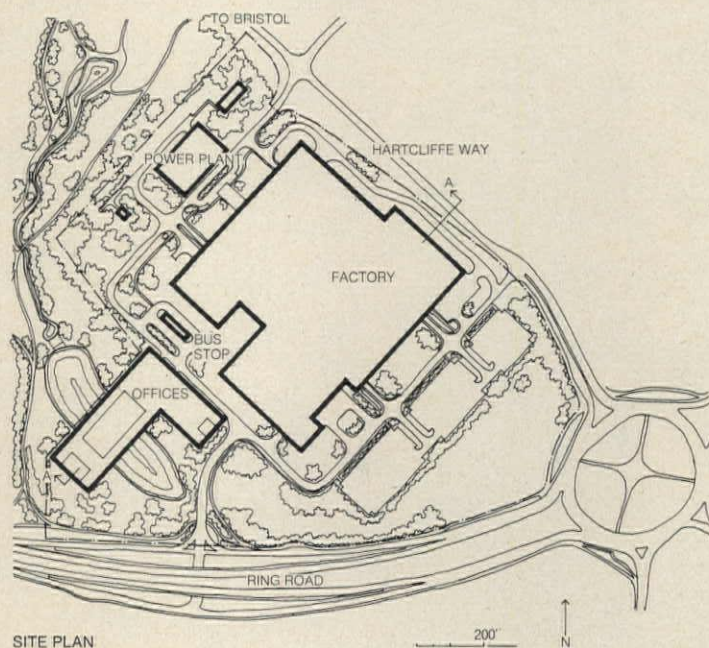 TO BRISTOL
HARTCLIFFE WAY
POWER PLANT
A
FACTORY
BUS
STOP
OFFICES
A
RING ROAD
SITE PLAN
200'
N